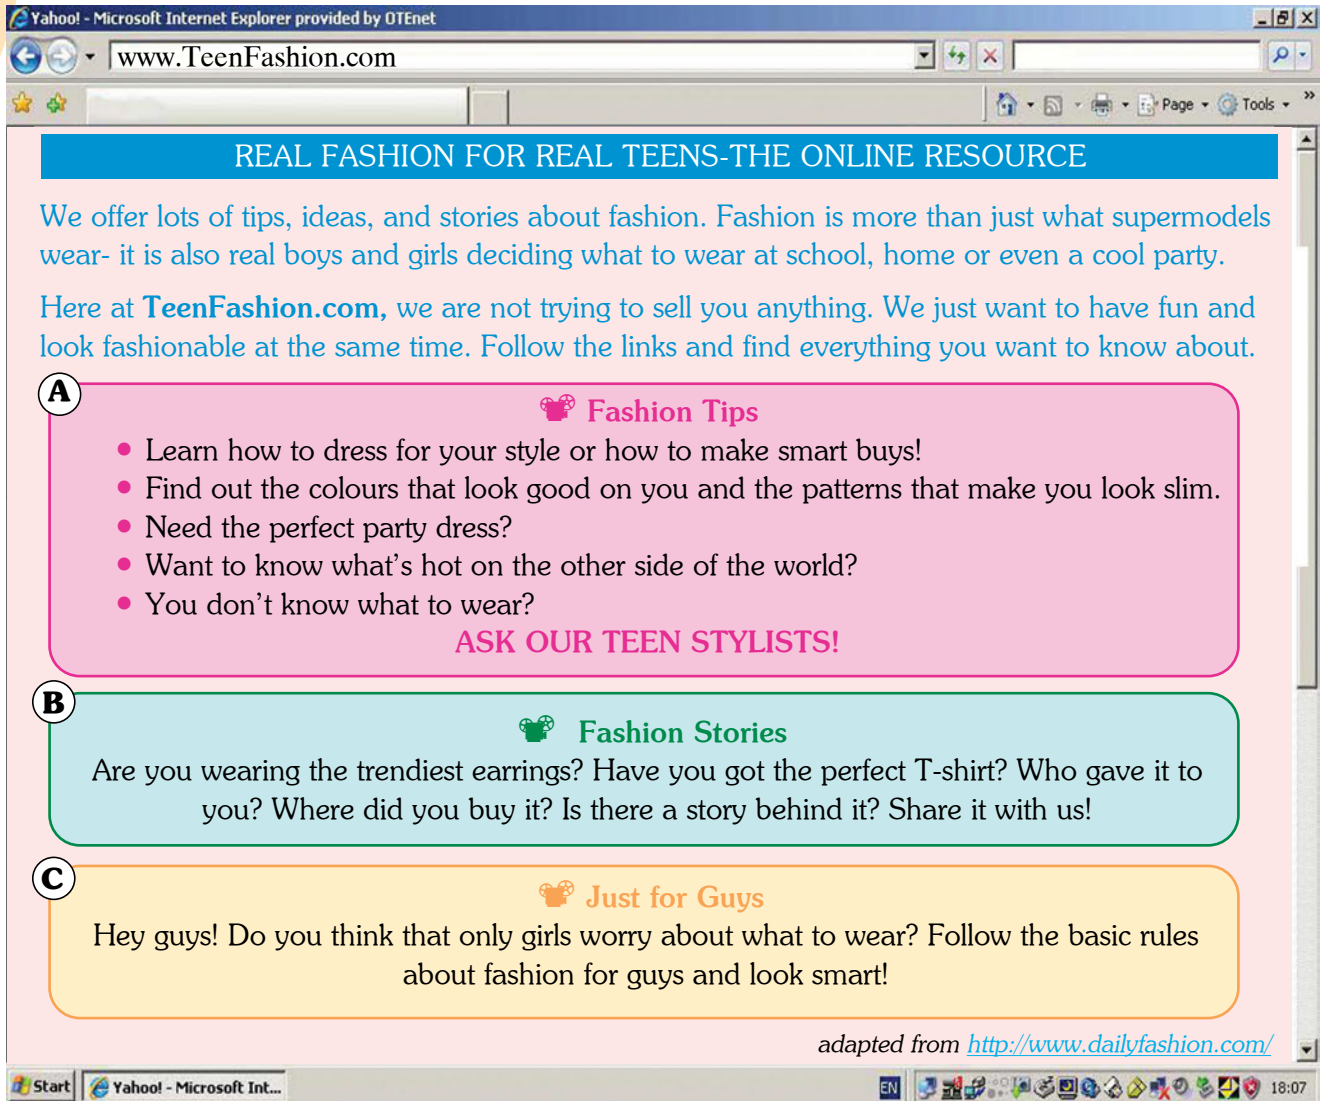 Yahoo! - Microsoft Internet Explorer provided by OTEnet
www.TeenFashion.com
Page Tools »
REAL FASHION FOR REAL TEENS-THE ONLINE RESOURCE
We offer lots of tips, ideas, and stories about fashion. Fashion is more than just what supermodels
wear- it is also real boys and girls deciding what to wear at school, home or even a cool party.
Here at TeenFashion.com, we are not trying to sell you anything. We just want to have fun and
look fashionable at the same time. Follow the links and find everything you want to know about.
A
Fashion Tips
• Learn how to dress for your style or how to make smart buys!
• Find out the colours that look good on you and the patterns that make you look slim.
• Need the perfect party dress?
• Want to know what's hot on the other side of the world?
• You don't know what to wear?
ASK OUR TEEN STYLISTS!
B
Fashion Stories
Are you wearing the trendiest earrings? Have you got the perfect T-shirt? Who gave it to
you? Where did you buy it? Is there a story behind it? Share it with us!
C
Just for Guys
Hey guys! Do you think that only girls worry about what to wear? Follow the basic rules
about fashion for guys and look smart!
adapted from http://www.dailyfashion.com/
Start Yahoo! - Microsoft Int... EN 18:07